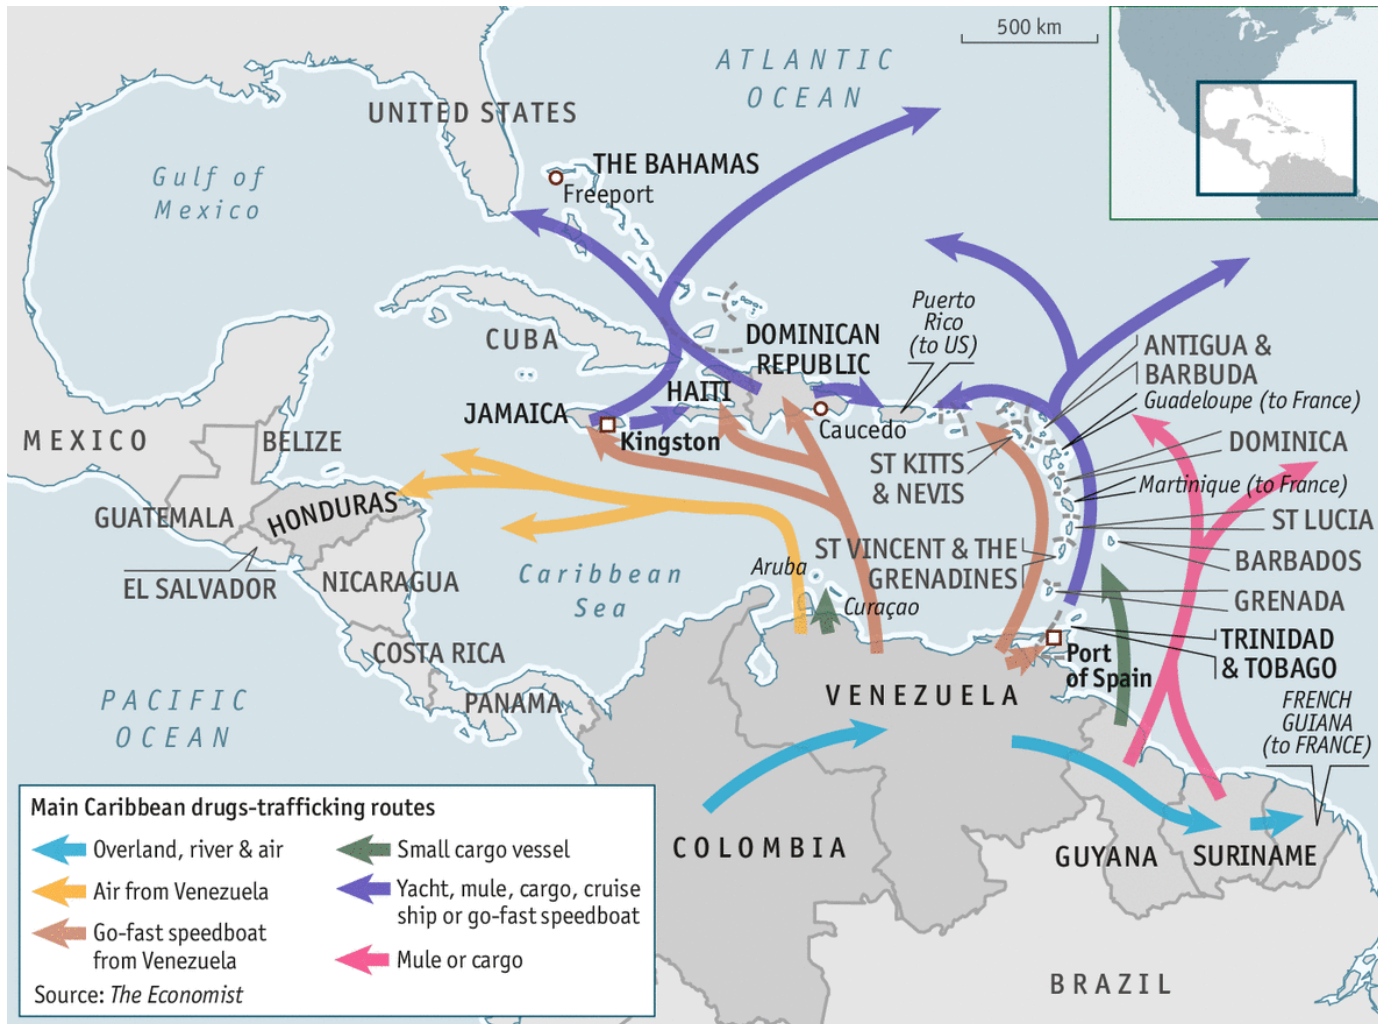 500 km
ATLANTIC
OCEAN
UNITED STATES
Gulf of
Mexico
THE BAHAMAS
Freeport
Puerto
Rico
(to US)
DOMINICAN
REPUBLIC
CUBA
ANTIGUA &
BARBUDA
HAITI
Guadeloupe (to France)
JAMAICA
Kingston
Caucedo
MEXICO
BELIZE
DOMINICA
ST KITTS
& NEVIS
Martinique (to France)
GUATEMALA
HONDURAS
ST LUCIA
ST VINCENT & THE
GRENADINES
BARBADOS
EL SALVADOR
NICARAGUA
Caribbean
Sea
Aruba
Curaçao
GRENADA
COSTA RICA
TRINIDAD
& TOBAGO
Port
of Spain
PANAMA
VENEZUELA
PACIFIC
OCEAN
FRENCH
GUIANA
(to FRANCE)
COLOMBIA
GUYANA
SURINAME
BRAZIL
Main Caribbean drugs-trafficking routes
Overland, river & air
Air from Venezuela
Go-fast speedboat
from Venezuela
Small cargo vessel
Yacht, mule, cargo, cruise
ship or go-fast speedboat
Mule or cargo
Source: The Economist